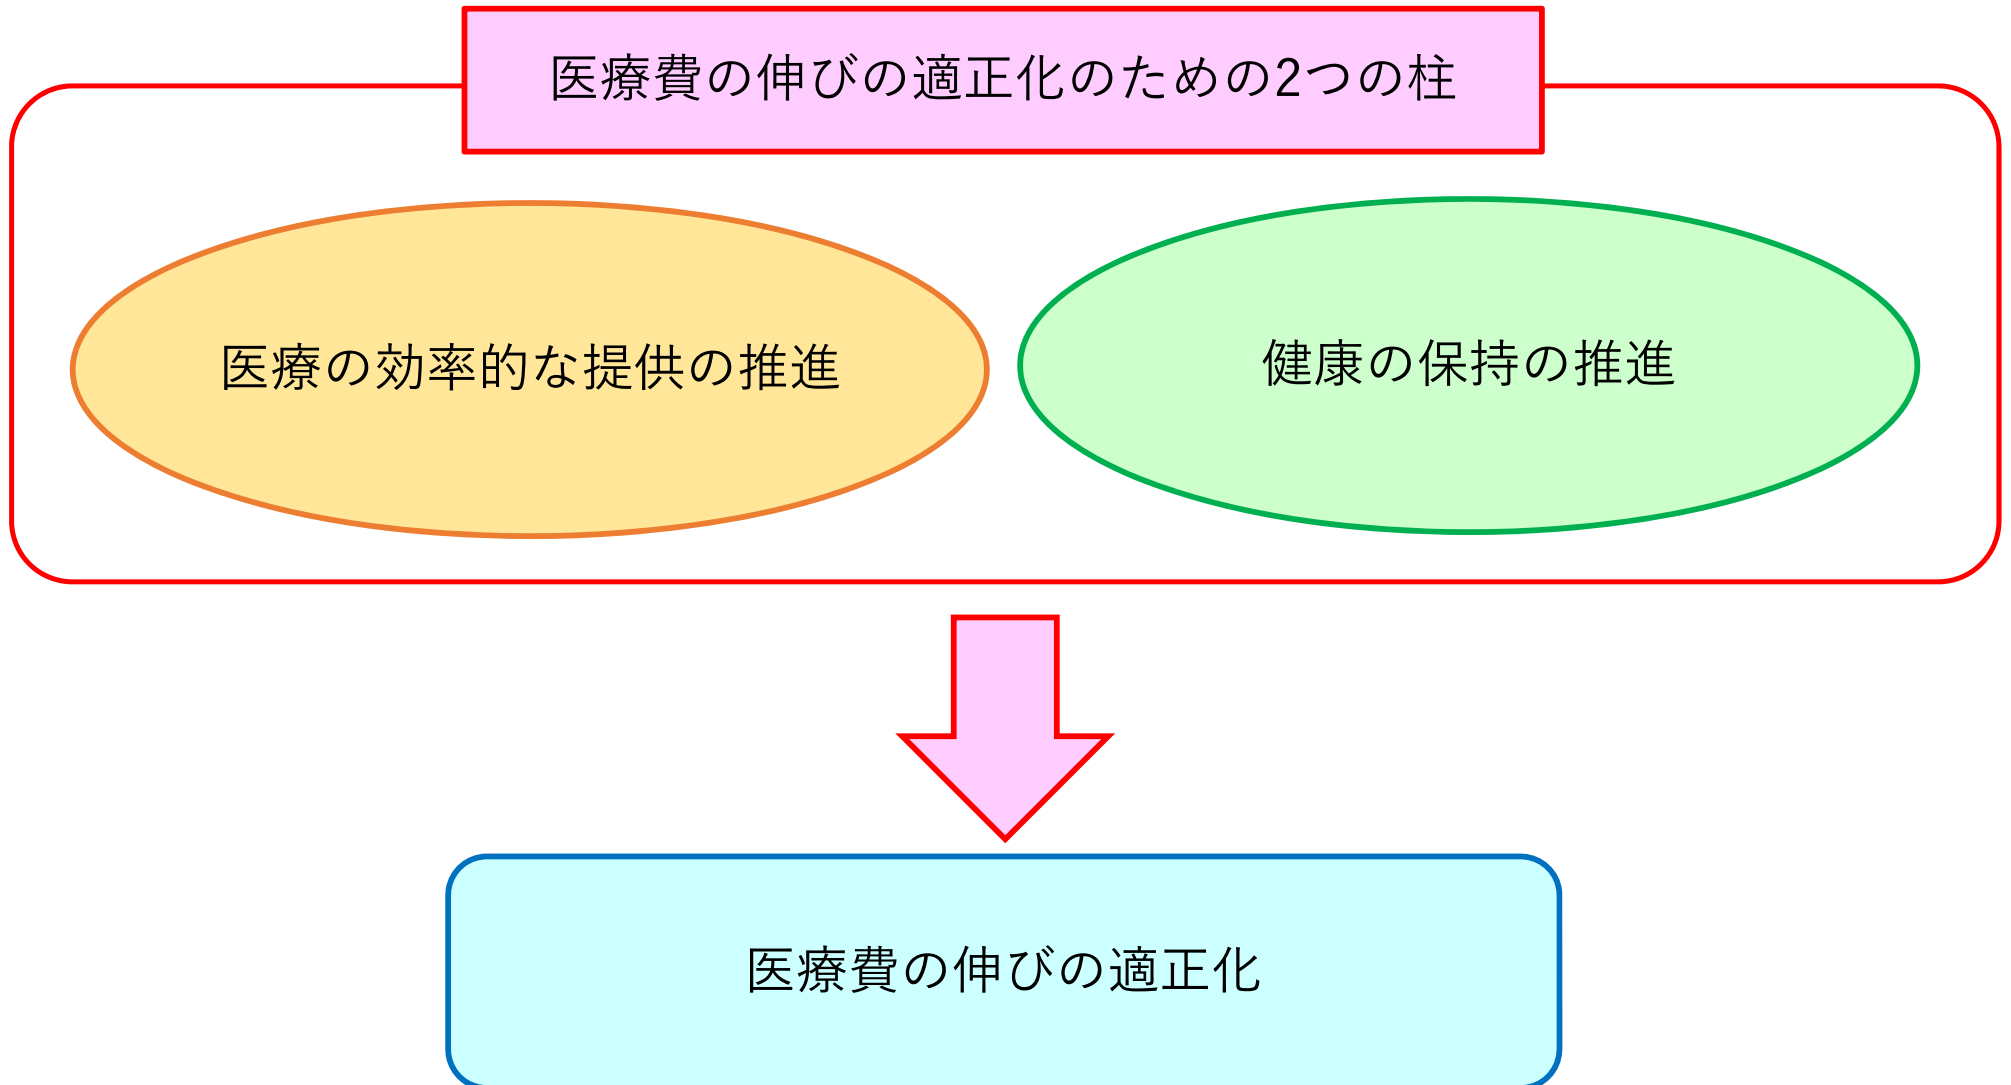 医療費の伸びの適正化のための2つの柱
医療の効率的な提供の推進
健康の保持の推進
医療費の伸びの適正化